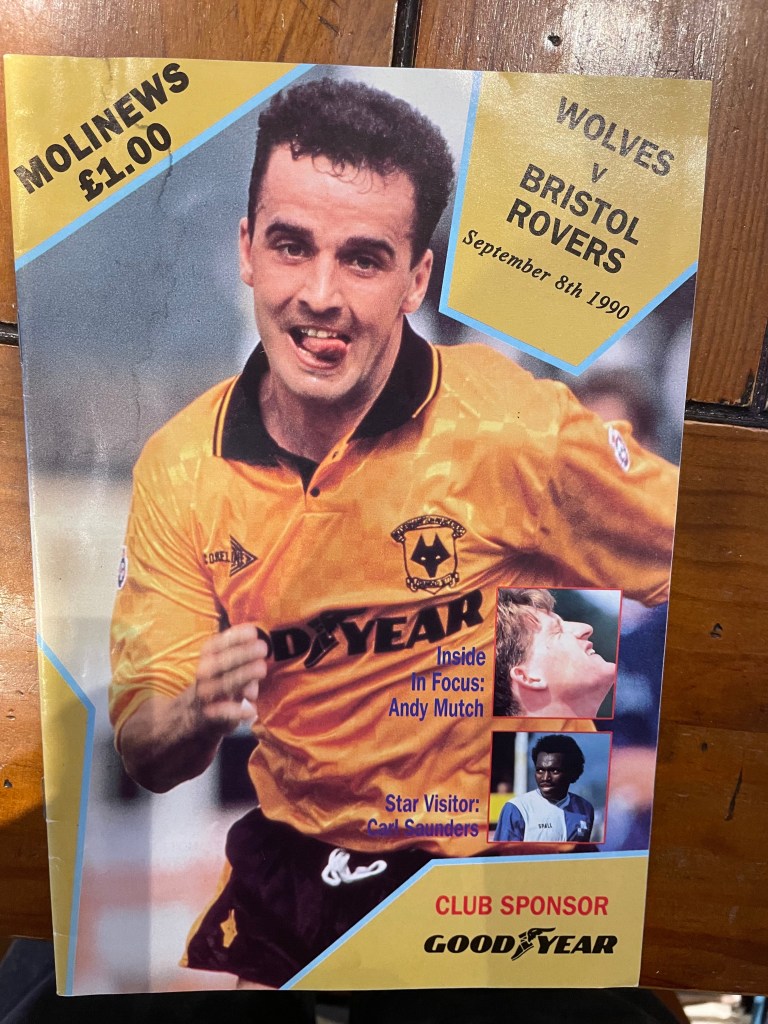 MOLINEWS
£1.00
WOLVES
v
BRISTOL
ROVERS
September 8th 1990
GOODYEAR
Inside
In Focus:
Andy Mutch
Star Visitor:
Carl Saunders
CLUB SPONSOR
GOODYEAR